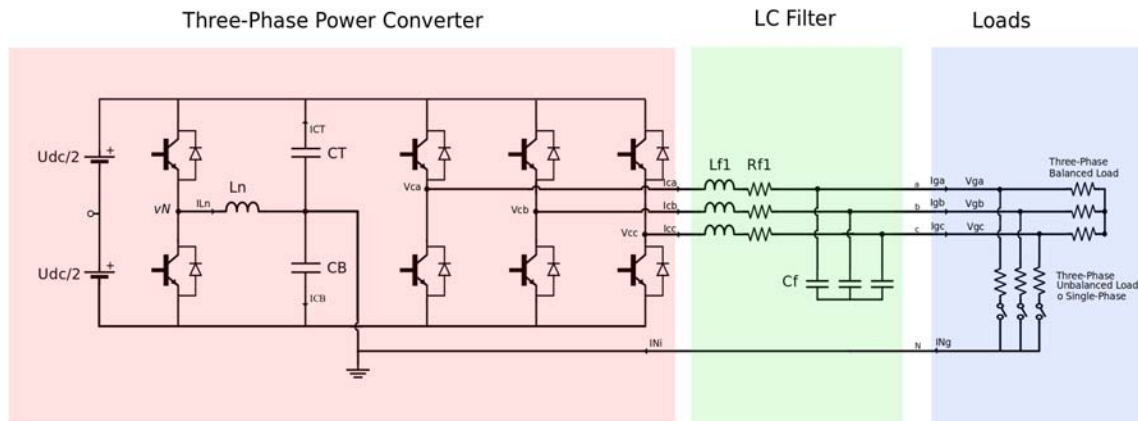 Three-Phase Power Converter
LC Filter
Loads
Udc/2
+
Udc/2
+
vN
ILn
Ln
ICT
CT
CB
ICB
Vca
Vcb
Vcc
Ica
Icb
Icc
INi
Lf1
Rf1
Cf
a
b
c
N
Iga
Igb
Igc
INg
Vga
Vgb
Vgc
Three-Phase
Balanced Load
Three-Phase
Unbalanced Load
o Single-Phase